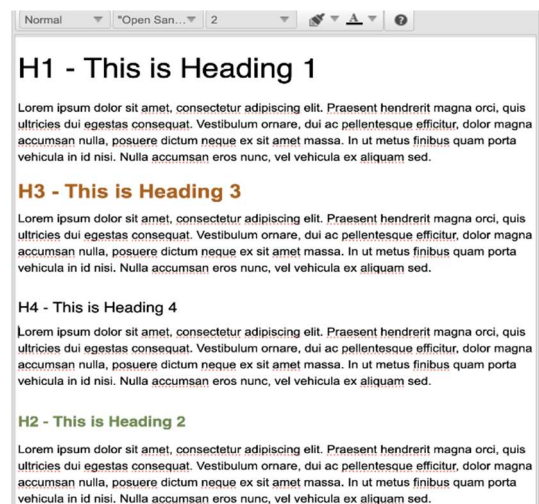 Normal "Open San... 2 A ?
H1 - This is Heading 1
Lorem ipsum dolor sit amet, consectetur adipiscing elit. Praesent hendrerit magna orci, quis
ultricies dui egestas consequat. Vestibulum ornare, dui ac pellentesque efficitur, dolor magna
accumsan nulla, posuere dictum neque ex sit amet massa. In ut metus finibus quam porta
vehicula in id nisi. Nulla accumsan eros nunc, vel vehicula ex aliquam sed.
H3 - This is Heading 3
Lorem ipsum dolor sit amet, consectetur adipiscing elit. Praesent hendrerit magna orci, quis
ultricies dui egestas consequat. Vestibulum ornare, dui ac pellentesque efficitur, dolor magna
accumsan nulla, posuere dictum neque ex sit amet massa. In ut metus finibus quam porta
vehicula in id nisi. Nulla accumsan eros nunc, vel vehicula ex aliquam sed.
H4 - This is Heading 4
Lorem ipsum dolor sit amet, consectetur adipiscing elit. Praesent hendrerit magna orci, quis
ultricies dui egestas consequat. Vestibulum ornare, dui ac pellentesque efficitur, dolor magna
accumsan nulla, posuere dictum neque ex sit amet massa. In ut metus finibus quam porta
vehicula in id nisi. Nulla accumsan eros nunc, vel vehicula ex aliquam sed.
H2 - This is Heading 2
Lorem ipsum dolor sit amet, consectetur adipiscing elit. Praesent hendrerit magna orci, quis
ultricies dui egestas consequat. Vestibulum ornare, dui ac pellentesque efficitur, dolor magna
accumsan nulla, posuere dictum neque ex sit amet massa. In ut metus finibus quam porta
vehicula in id nisi. Nulla accumsan eros nunc, vel vehicula ex aliquam sed.